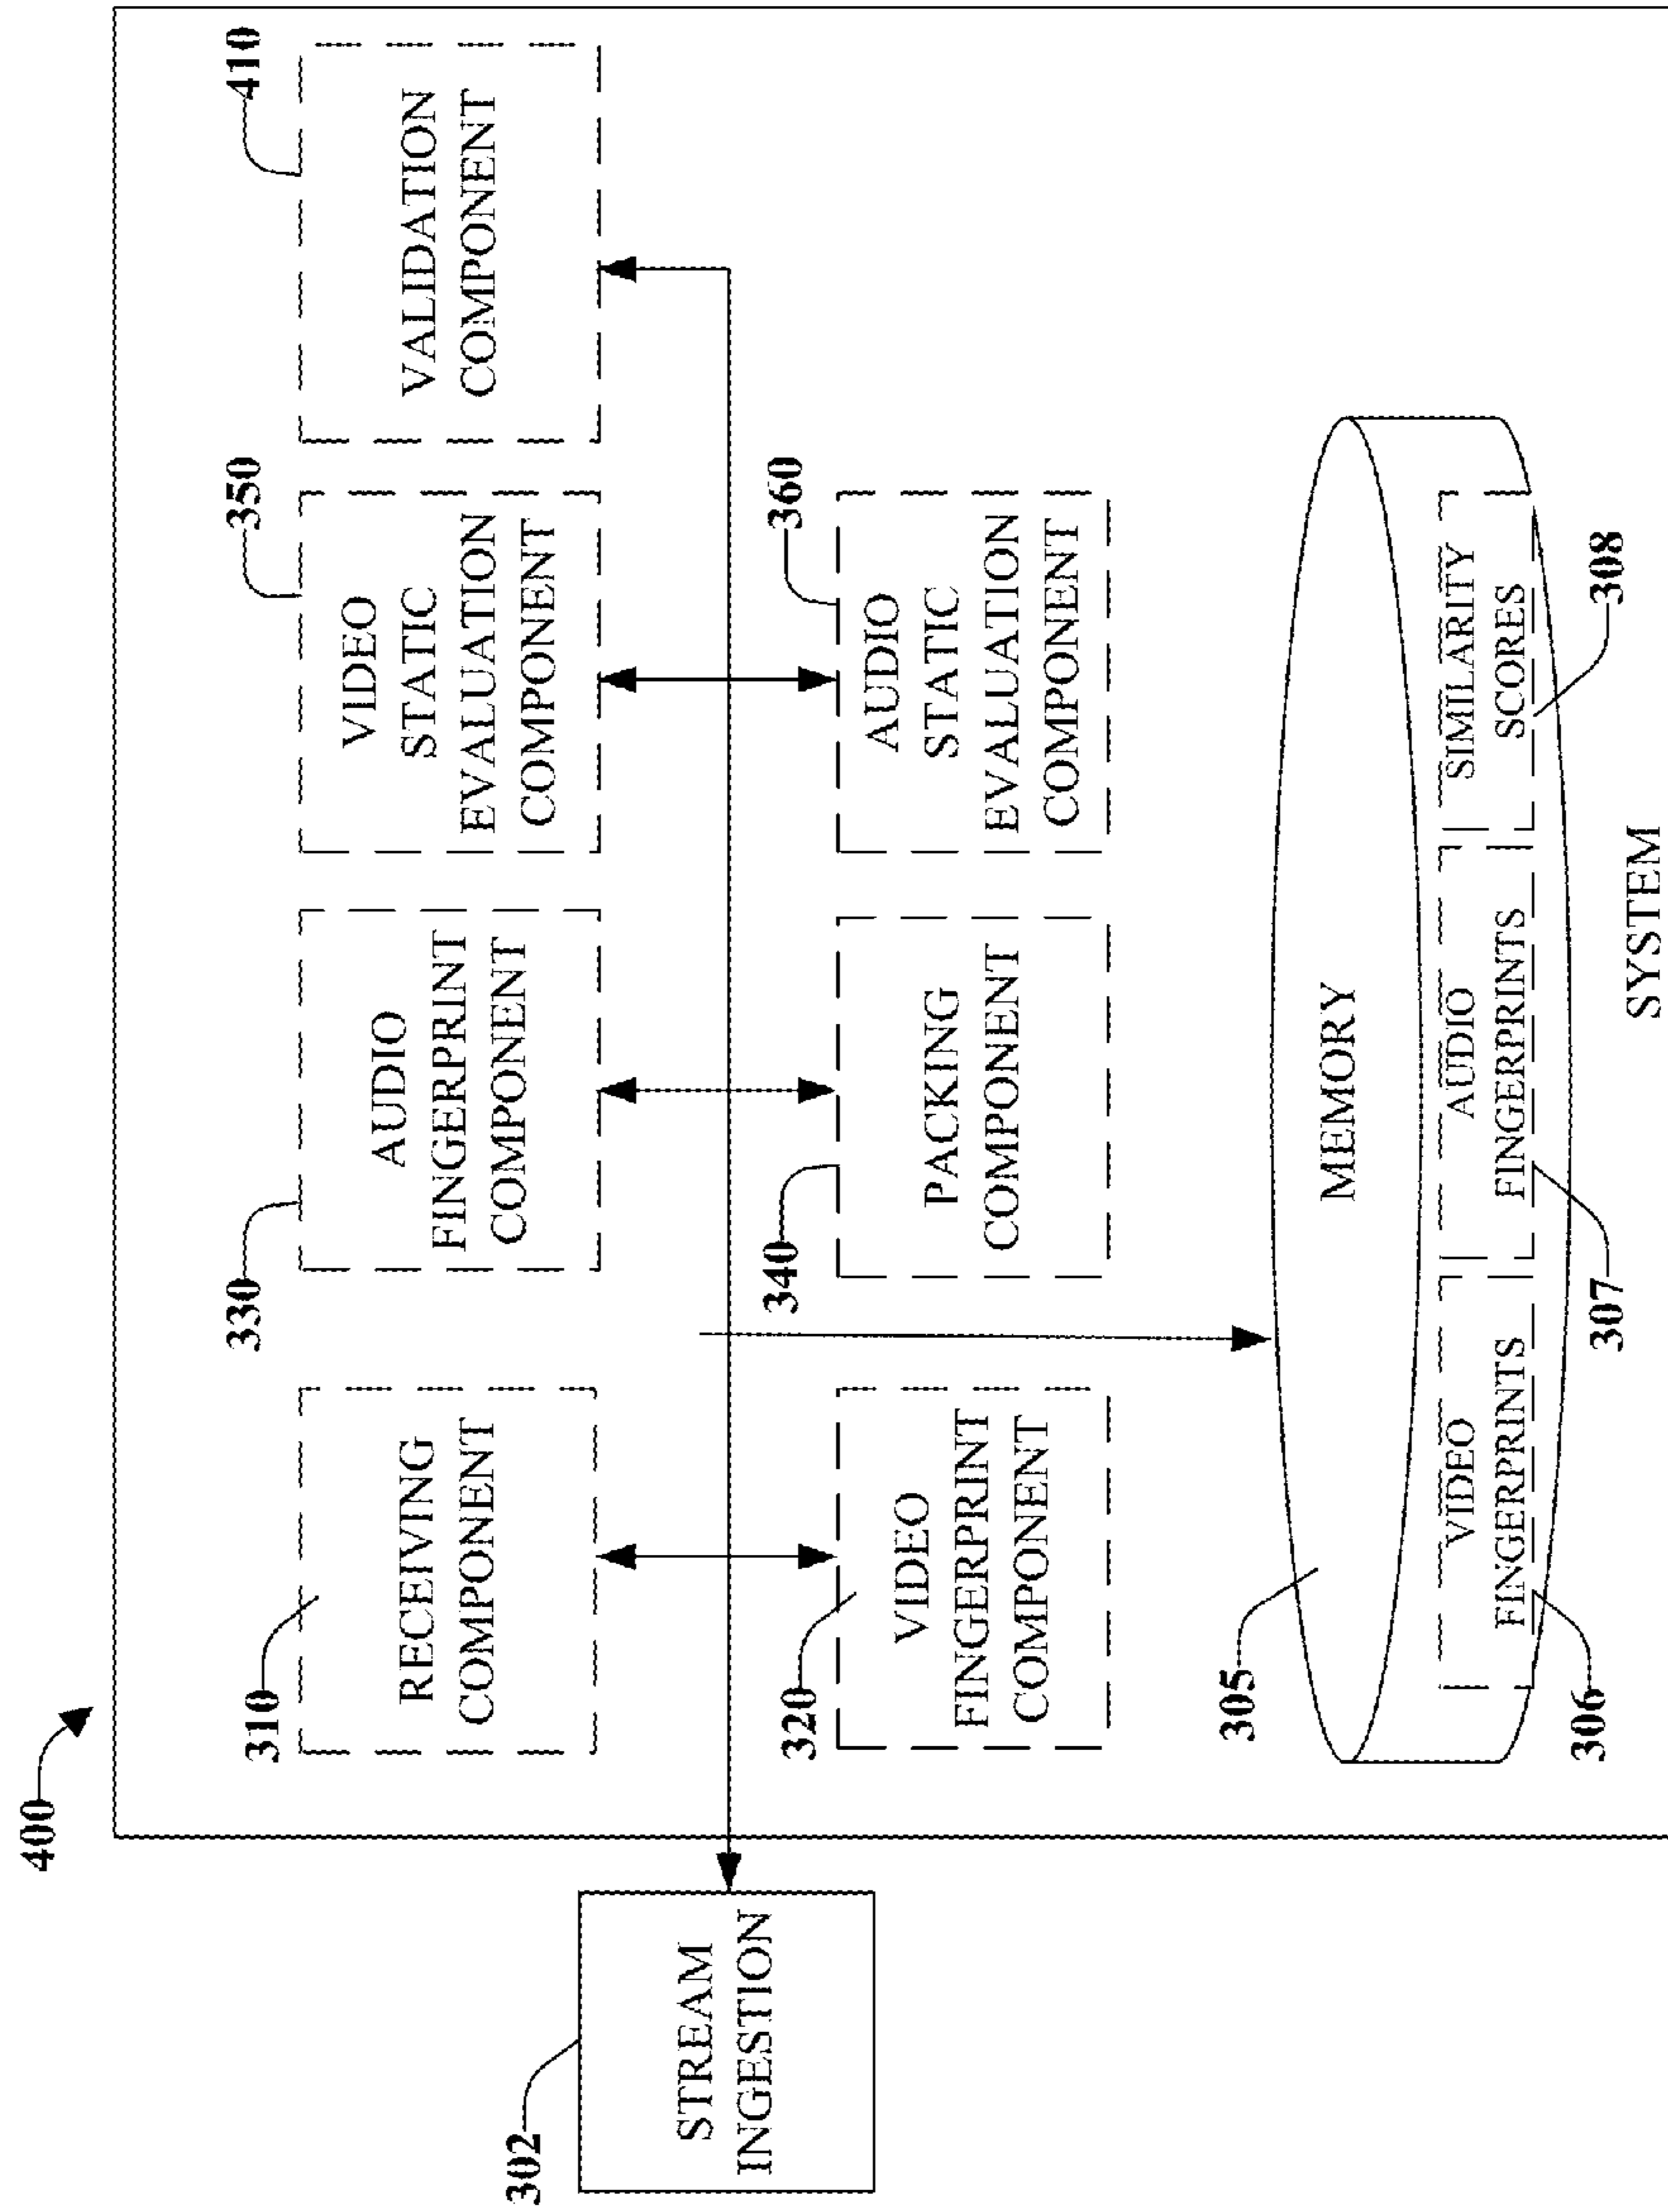 400
310
RECEIVING
COMPONENT
330
AUDIO
FINGERPRINT
COMPONENT
350
VIDEO
STATIC
EVALUATION
COMPONENT
410
VALIDATION
COMPONENT
302
STREAM
INGESTION
320
VIDEO
FINGERPRINT
COMPONENT
340
PACKING
COMPONENT
360
AUDIO
STATIC
EVALUATION
COMPONENT
305
MEMORY
VIDEO
FINGERPRINTS
AUDIO
FINGERPRINTS
SIMILARITY
SCORES
306
307
308
SYSTEM